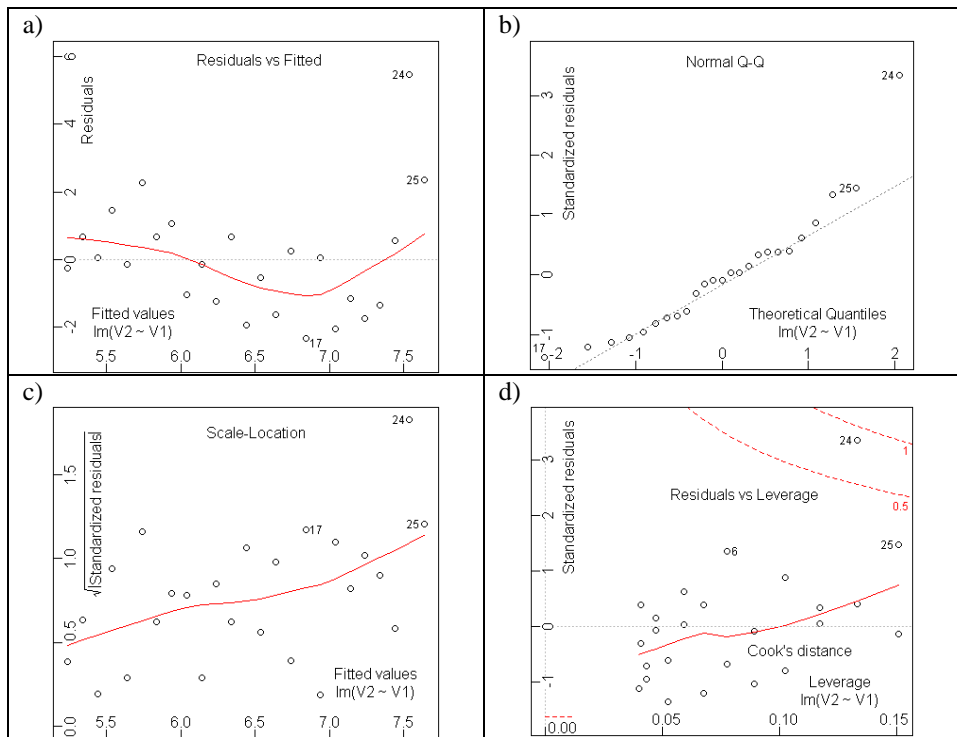 a)
Residuals vs Fitted
Residuals
-2 0 2 4 6
24
25
17
Fitted values
lm(V2 ~ V1)
5.5 6.0 6.5 7.0 7.5
b)
Normal Q-Q
Standardized residuals
-1 0 1 2 3
24
25
17
Theoretical Quantiles
lm(V2 ~ V1)
-2 -1 0 1 2
c)
Scale-Location
√|Standardized residuals|
0.0 0.5 1.0 1.5
24
17
25
Fitted values
lm(V2 ~ V1)
5.5 6.0 6.5 7.0 7.5
d)
Standardized residuals
-1 0 1 2 3
24
1
0.5
Residuals vs Leverage
6
25
Cook's distance
Leverage
lm(V2 ~ V1)
0.00 0.05 0.10 0.15